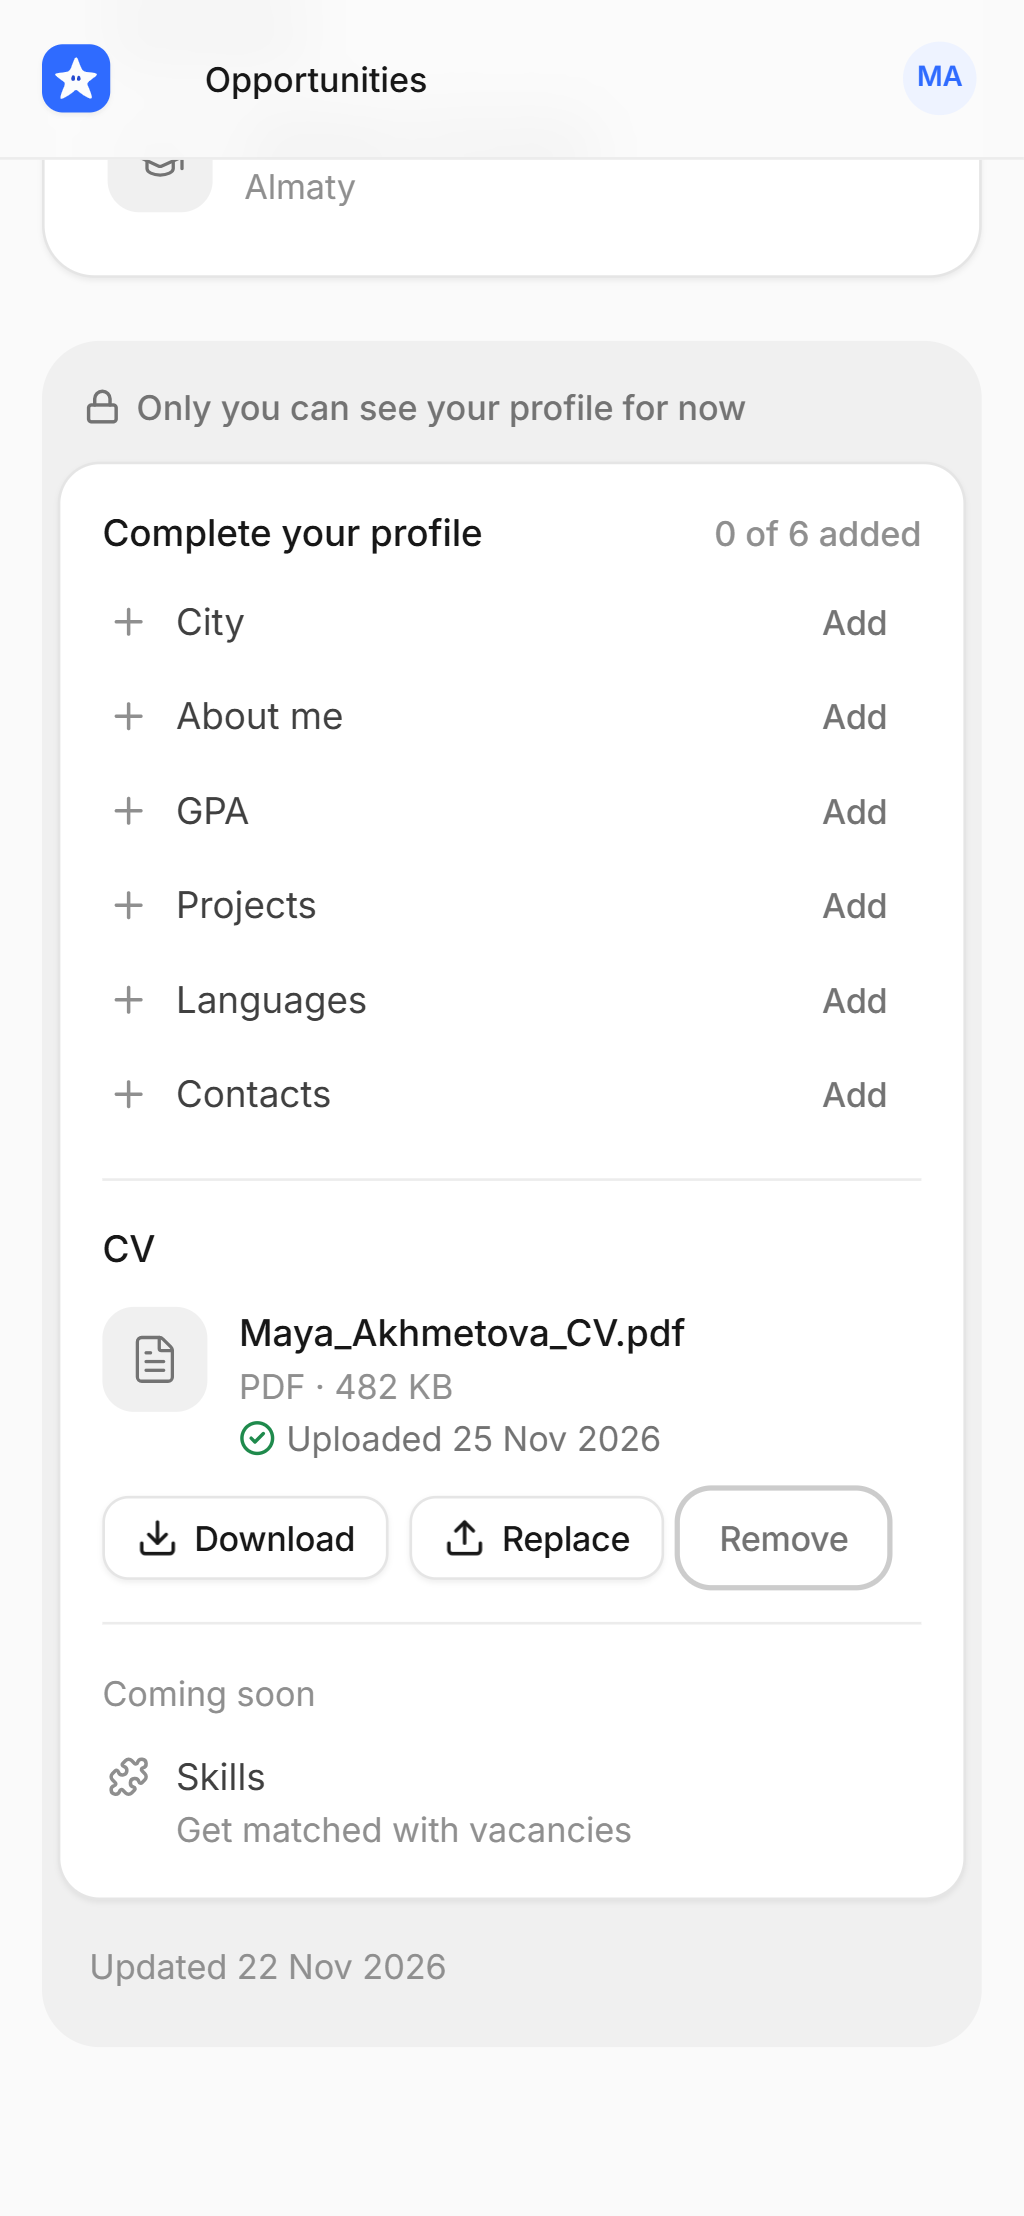 Opportunities
MA
Almaty
Only you can see your profile for now
Complete your profile
0 of 6 added
City
Add
About me
Add
GPA
Add
Projects
Add
Languages
Add
Contacts
Add
CV
Maya_Akhmetova_CV.pdf
PDF · 482 KB
Uploaded 25 Nov 2026
Download
Replace
Remove
Coming soon
Skills
Get matched with vacancies
Updated 22 Nov 2026